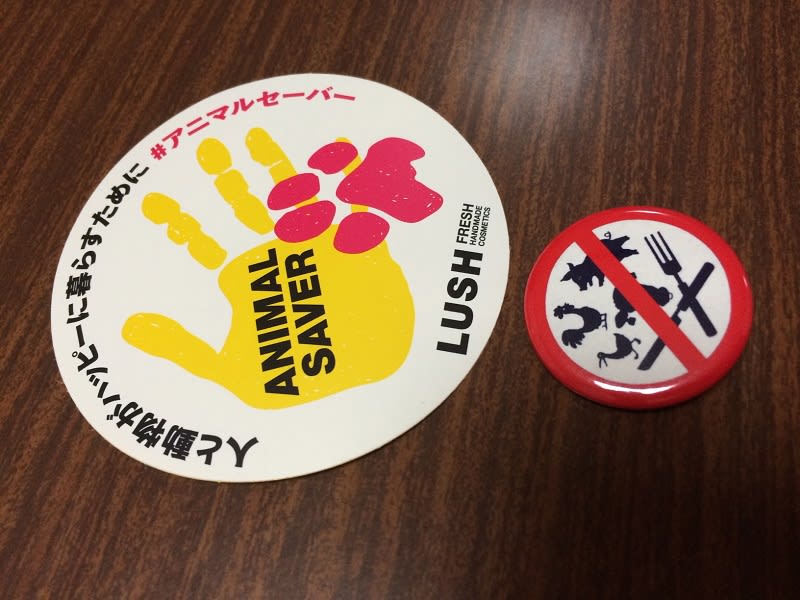 人と動物がハッピーに暮らすために #アニマルセーバー
ANIMAL
SAVER
LUSH
FRESH
HANDMADE
COSMETICS